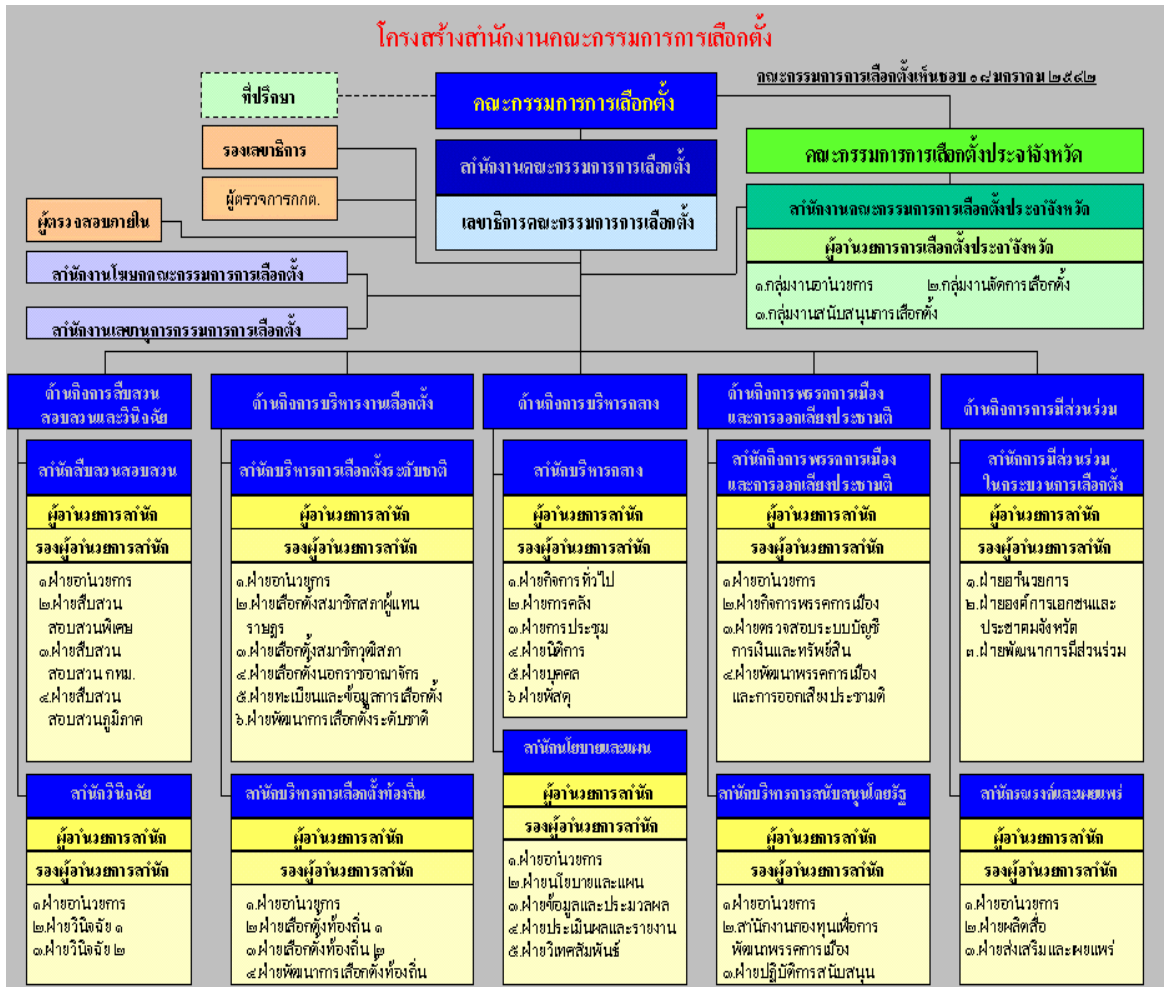 โครงสร้างสำนักงานคณะกรรมการการเลือกตั้ง
คณะกรรมการการเลือกตั้งเห็นชอบ ๑๘ มกราคม ๒๕๔๒
ที่ปรึกษา
คณะกรรมการการเลือกตั้ง
รองเลขาธิการ
สำนักงานคณะกรรมการการเลือกตั้ง
คณะกรรมการการเลือกตั้งประจำจังหวัด
ผู้ตรวจการกกต.
เลขาธิการคณะกรรมการการเลือกตั้ง
สำนักงานคณะกรรมการการเลือกตั้งประจำจังหวัด
ผู้ตรวจสอบภายใน
ผู้อำนวยการการเลือกตั้งประจำจังหวัด
สำนักงานโฆษกคณะกรรมการการเลือกตั้ง
๑.กลุ่มงานอำนวยการ ๒.กลุ่มงานจัดการเลือกตั้ง
๓.กลุ่มงานสนับสนุนการเลือกตั้ง
สำนักงานเลขานุการกรรมการการเลือกตั้ง
ด้านกิจการสืบสวน
สอบสวนและวินิจฉัย
สำนักสืบสวนสอบสวน
ผู้อำนวยการสำนัก
รองผู้อำนวยการสำนัก
๑.ฝ่ายอำนวยการ
๒.ฝ่ายสืบสวน
สอบสวนพิเศษ
๓.ฝ่ายสืบสวน
สอบสวน กทม.
๔.ฝ่ายสืบสวน
สอบสวนภูมิภาค
สำนักวินิจฉัย
ผู้อำนวยการสำนัก
รองผู้อำนวยการสำนัก
๑.ฝ่ายอำนวยการ
๒.ฝ่ายวินิจฉัย ๑
๓.ฝ่ายวินิจฉัย ๒
ด้านกิจการบริหารงานเลือกตั้ง
สำนักบริหารการเลือกตั้งระดับชาติ
ผู้อำนวยการสำนัก
รองผู้อำนวยการสำนัก
๑.ฝ่ายอำนวยการ
๒.ฝ่ายเลือกตั้งสมาชิกสภาผู้แทน
ราษฎร
๓.ฝ่ายเลือกตั้งสมาชิกวุฒิสภา
๔.ฝ่ายเลือกตั้งนอกราชอาณาจักร
๕.ฝ่ายทะเบียนและข้อมูลการเลือกตั้ง
๖.ฝ่ายพัฒนาการเลือกตั้งระดับชาติ
สำนักบริหารการเลือกตั้งท้องถิ่น
ผู้อำนวยการสำนัก
รองผู้อำนวยการสำนัก
๑.ฝ่ายอำนวยการ
๒.ฝ่ายเลือกตั้งท้องถิ่น ๑
๓.ฝ่ายเลือกตั้งท้องถิ่น ๒
๔.ฝ่ายพัฒนาการเลือกตั้งท้องถิ่น
ด้านกิจการบริหารกลาง
สำนักบริหารกลาง
ผู้อำนวยการสำนัก
รองผู้อำนวยการสำนัก
๑.ฝ่ายกิจการทั่วไป
๒.ฝ่ายการคลัง
๓.ฝ่ายการประชุม
๔.ฝ่ายนิติการ
๕.ฝ่ายบุคคล
๖.ฝ่ายพัสดุ
สำนักนโยบายและแผน
ผู้อำนวยการสำนัก
รองผู้อำนวยการสำนัก
๑.ฝ่ายอำนวยการ
๒.ฝ่ายนโยบายและแผน
๓.ฝ่ายข้อมูลและประมวลผล
๔.ฝ่ายประเมินผลและรายงาน
๕.ฝ่ายวิเทศสัมพันธ์
ด้านกิจการพรรคการเมือง
และการออกเสียงประชามติ
สำนักกิจการพรรคการเมือง
และการออกเสียงประชามติ
ผู้อำนวยการสำนัก
รองผู้อำนวยการสำนัก
๑.ฝ่ายอำนวยการ
๒.ฝ่ายกิจการพรรคการเมือง
๓.ฝ่ายตรวจสอบระบบบัญชี
การเงินและทรัพย์สิน
๔.ฝ่ายพัฒนาพรรคการเมือง
และการออกเสียงประชามติ
สำนักบริหารการสนับสนุนโดยรัฐ
ผู้อำนวยการสำนัก
รองผู้อำนวยการสำนัก
๑.ฝ่ายอำนวยการ
๒.สำนักงานกองทุนเพื่อการ
พัฒนาพรรคการเมือง
๓.ฝ่ายปฏิบัติการสนับสนุน
ด้านกิจการการมีส่วนร่วม
สำนักการมีส่วนร่วม
ในกระบวนการเลือกตั้ง
ผู้อำนวยการสำนัก
รองผู้อำนวยการสำนัก
๑.ฝ่ายอำนวยการ
๒.ฝ่ายองค์การเอกชนและ
ประชาคมจังหวัด
๓.ฝ่ายพัฒนาการมีส่วนร่วม
สำนักรณรงค์และเผยแพร่
ผู้อำนวยการสำนัก
รองผู้อำนวยการสำนัก
๑.ฝ่ายอำนวยการ
๒.ฝ่ายผลิตสื่อ
๓.ฝ่ายส่งเสริมและเผยแพร่